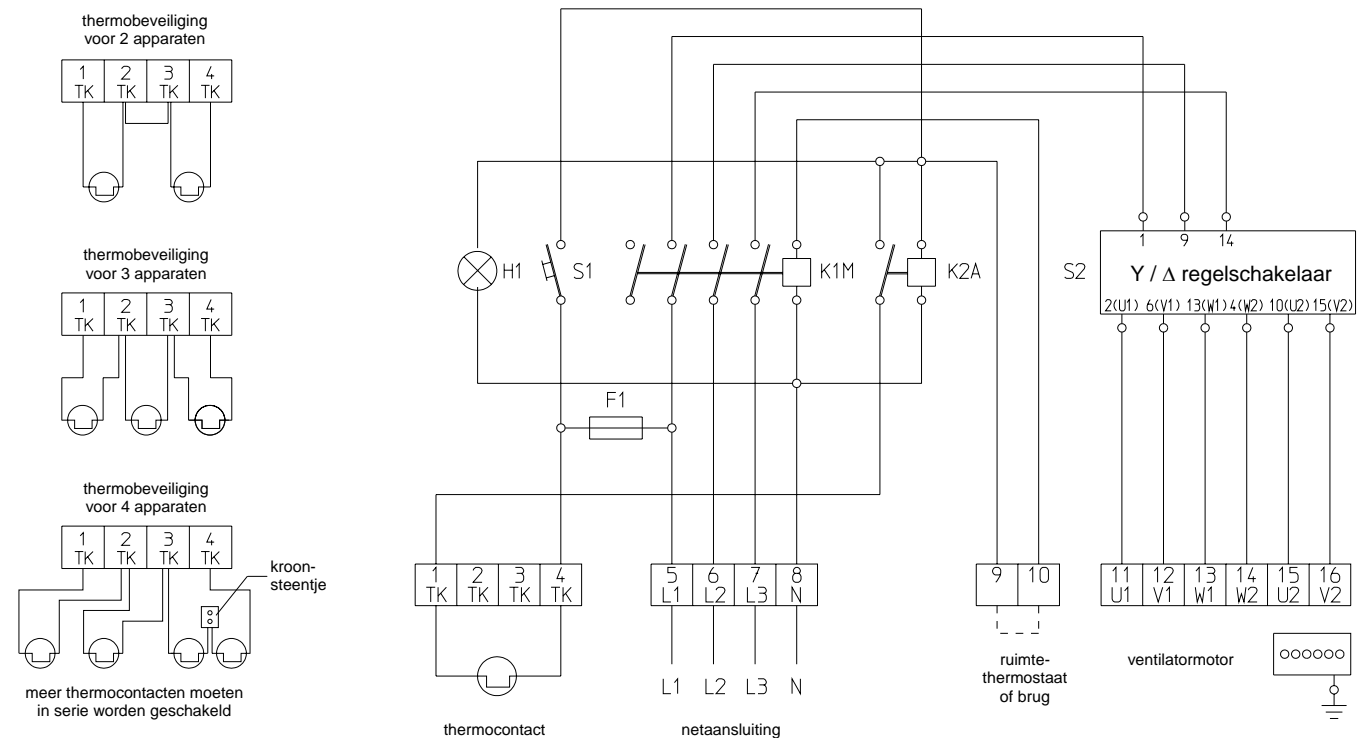 thermobeveiliging
voor 2 apparaten
1 2 3 4
TK TK TK TK
thermobeveiliging
voor 3 apparaten
1 2 3 4
TK TK TK TK
thermobeveiliging
voor 4 apparaten
1 2 3 4
TK TK TK TK
kroon-
steentje
meer thermocontacten moeten
in serie worden geschakeld
H1 S1 K1M K2A S2
1 9 14
Y / Δ regelschakelaar
2(U1) 6(V1) 13(W1) 4(W2) 10(U2) 15(V2)
F1
1 2 3 4
TK TK TK TK
thermocontact
5 6 7 8
L1 L2 L3 N
L1 L2 L3 N
netaansluiting
9 10
ruimte-
thermostaat
of brug
11 12 13 14 15 16
U1 V1 W1 W2 U2 V2
ventilatormotor